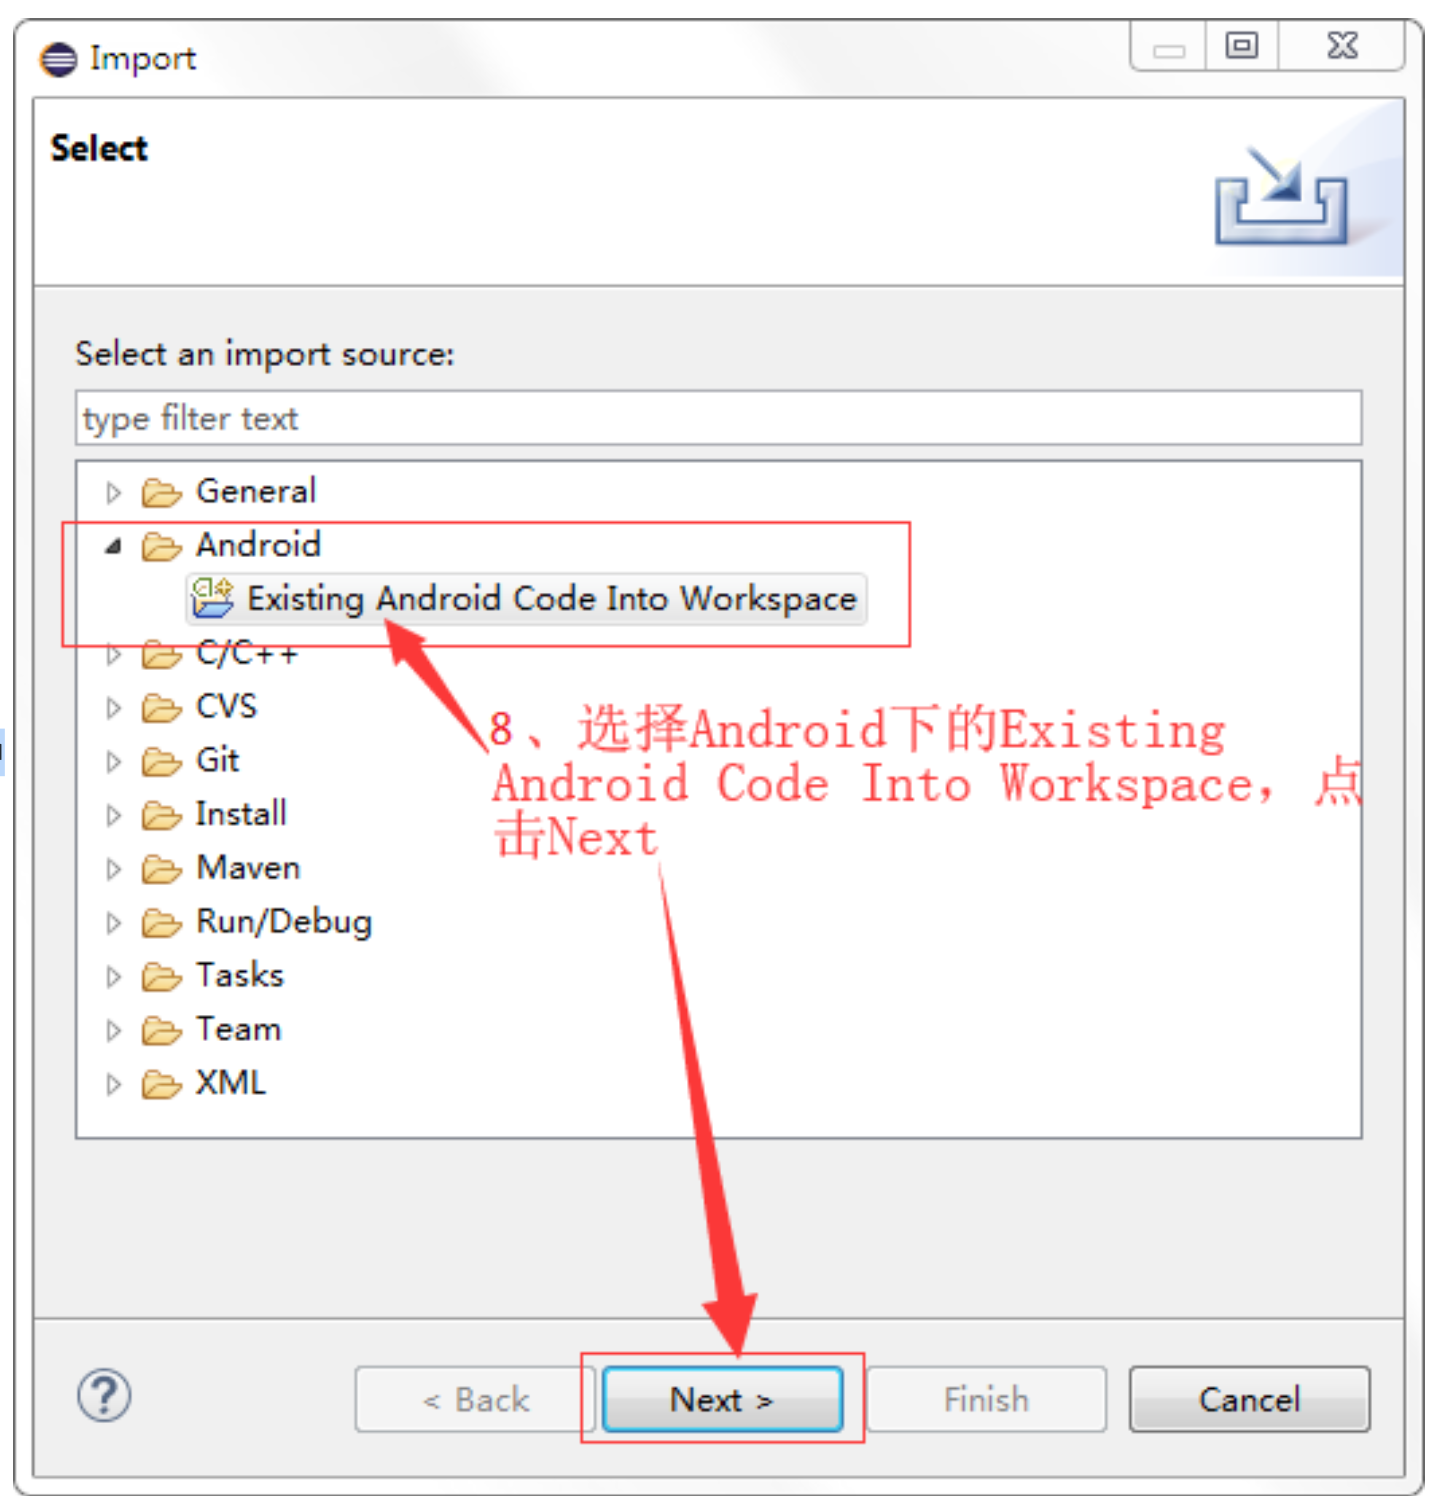 Import
Select
Select an import source:
type filter text
General
Android
Existing Android Code Into Workspace
C/C++
CVS
Git
Install
Maven
Run/Debug
Tasks
Team
XML
8、选择Android下的Existing
Android Code Into Workspace，点
击Next
< Back
Next >
Finish
Cancel